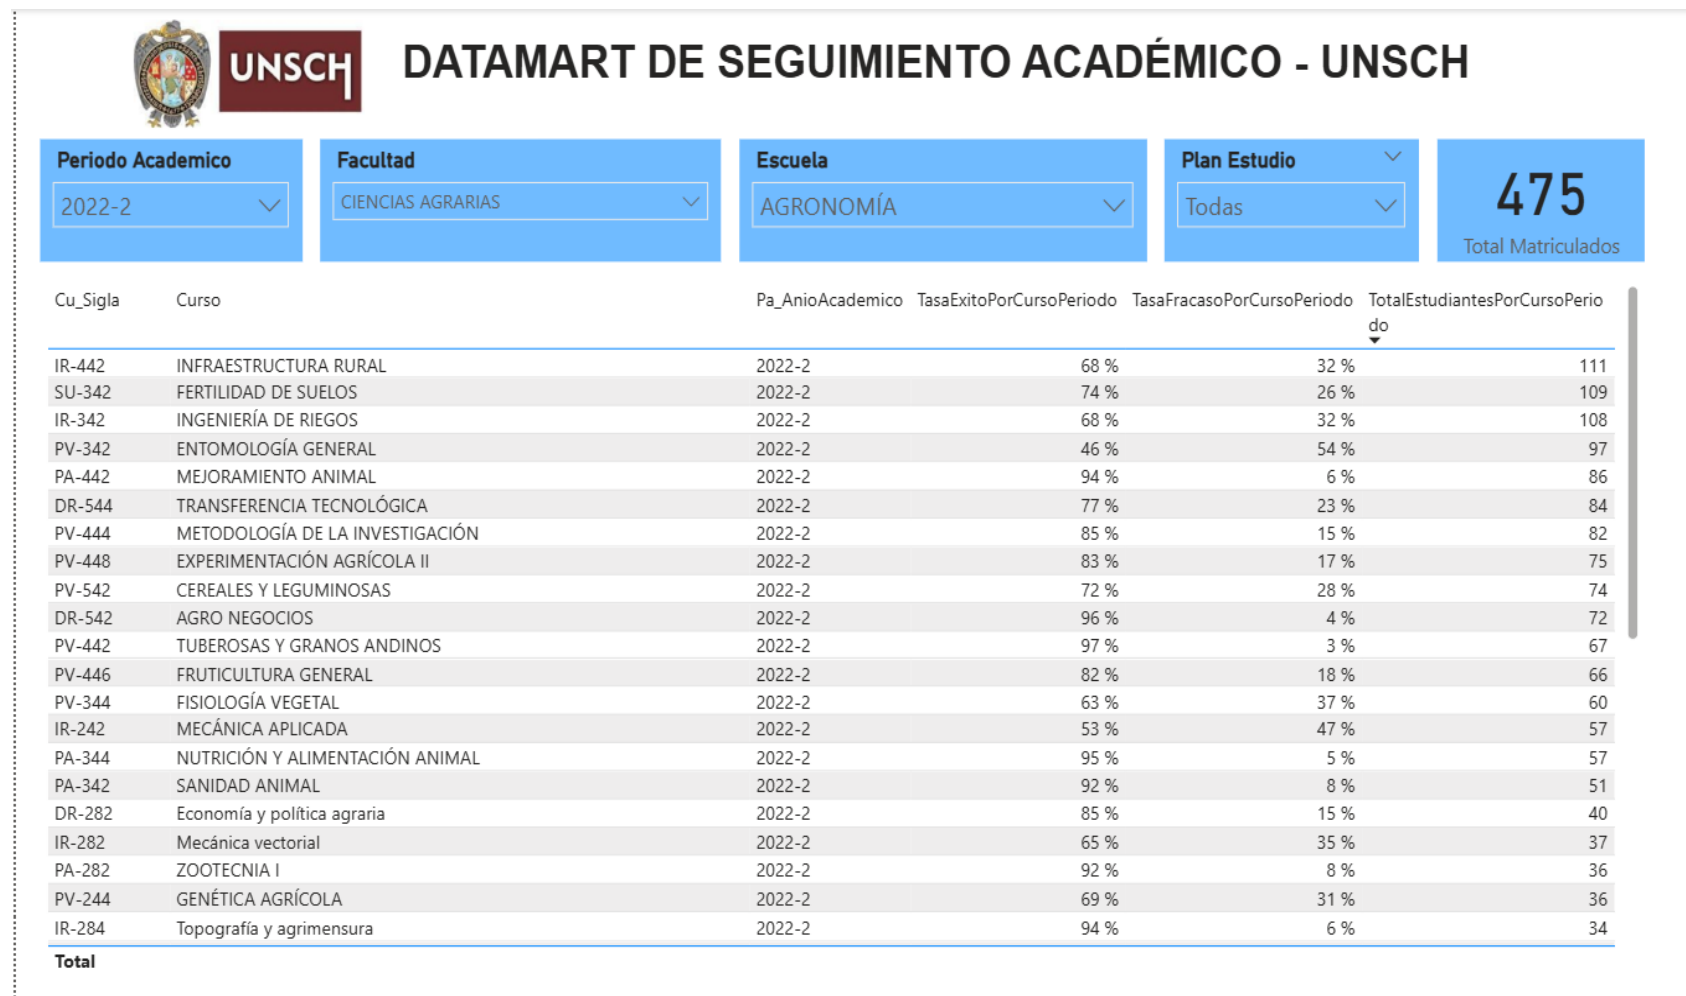 UNSCH
DATAMART DE SEGUIMIENTO ACADÉMICO - UNSCH
Periodo Academico Facultad Escuela Plan Estudio
2022-2 CIENCIAS AGRARIAS AGRONOMÍA Todas
475
Total Matriculados
Cu_Sigla Curso Pa_AnioAcademico TasaExitoPorCursoPeriodo TasaFracasoPorCursoPeriodo TotalEstudiantesPorCursoPerio
do
IR-442 INFRAESTRUCTURA RURAL 2022-2 68 % 32 % 111
SU-342 FERTILIDAD DE SUELOS 2022-2 74 % 26 % 109
IR-342 INGENIERÍA DE RIEGOS 2022-2 68 % 32 % 108
PV-342 ENTOMOLOGÍA GENERAL 2022-2 46 % 54 % 97
PA-442 MEJORAMIENTO ANIMAL 2022-2 94 % 6 % 86
DR-544 TRANSFERENCIA TECNOLÓGICA 2022-2 77 % 23 % 84
PV-444 METODOLOGÍA DE LA INVESTIGACIÓN 2022-2 85 % 15 % 82
PV-448 EXPERIMENTACIÓN AGRÍCOLA II 2022-2 83 % 17 % 75
PV-542 CEREALES Y LEGUMINOSAS 2022-2 72 % 28 % 74
DR-542 AGRO NEGOCIOS 2022-2 96 % 4 % 72
PV-442 TUBEROSAS Y GRANOS ANDINOS 2022-2 97 % 3 % 67
PV-446 FRUTICULTURA GENERAL 2022-2 82 % 18 % 66
PV-344 FISIOLOGÍA VEGETAL 2022-2 63 % 37 % 60
IR-242 MECÁNICA APLICADA 2022-2 53 % 47 % 57
PA-344 NUTRICIÓN Y ALIMENTACIÓN ANIMAL 2022-2 95 % 5 % 57
PA-342 SANIDAD ANIMAL 2022-2 92 % 8 % 51
DR-282 Economía y política agraria 2022-2 85 % 15 % 40
IR-282 Mecánica vectorial 2022-2 65 % 35 % 37
PA-282 ZOOTECNIA I 2022-2 92 % 8 % 36
PV-244 GENÉTICA AGRÍCOLA 2022-2 69 % 31 % 36
IR-284 Topografía y agrimensura 2022-2 94 % 6 % 34
Total